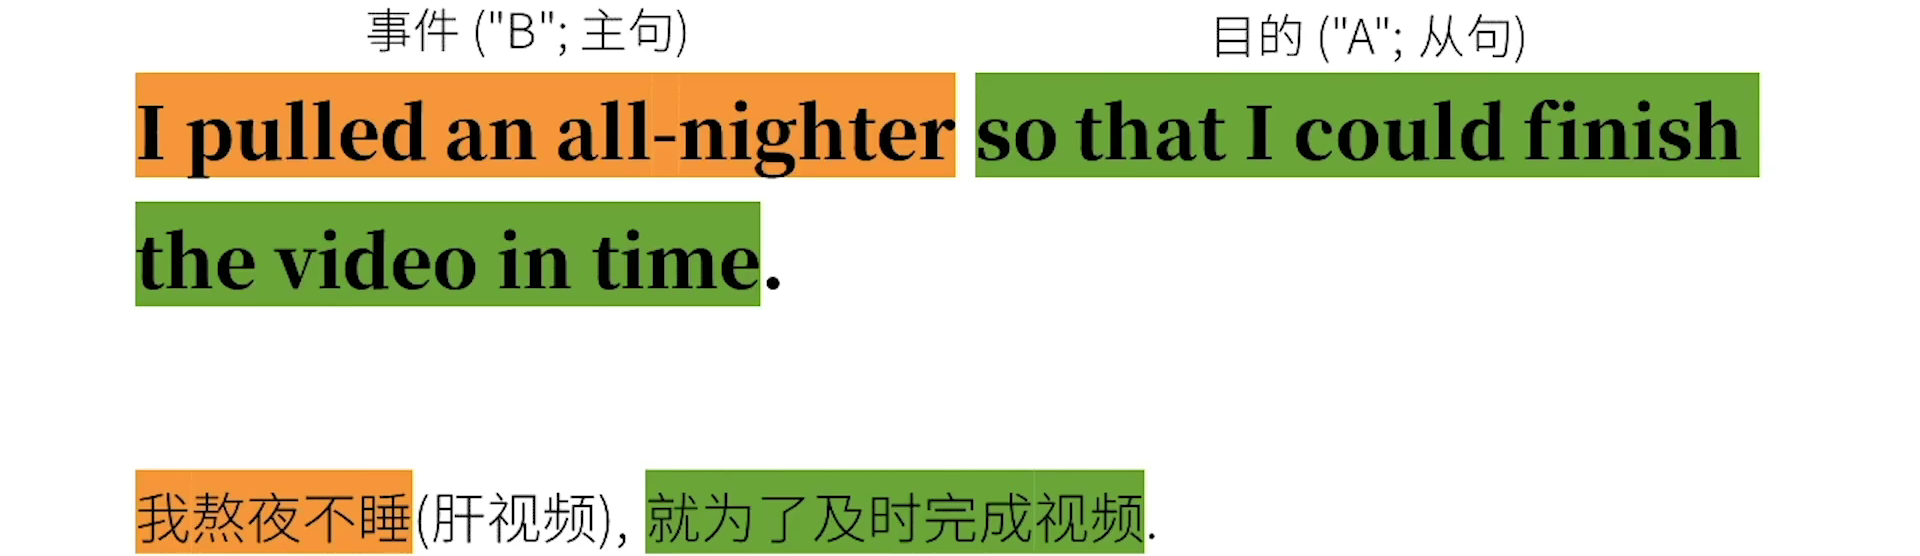 事件 ("B"; 主句) 目的 ("A"; 从句)
I pulled an all-nighter so that I could finish
the video in time.
我熬夜不睡(肝视频), 就为了及时完成视频.